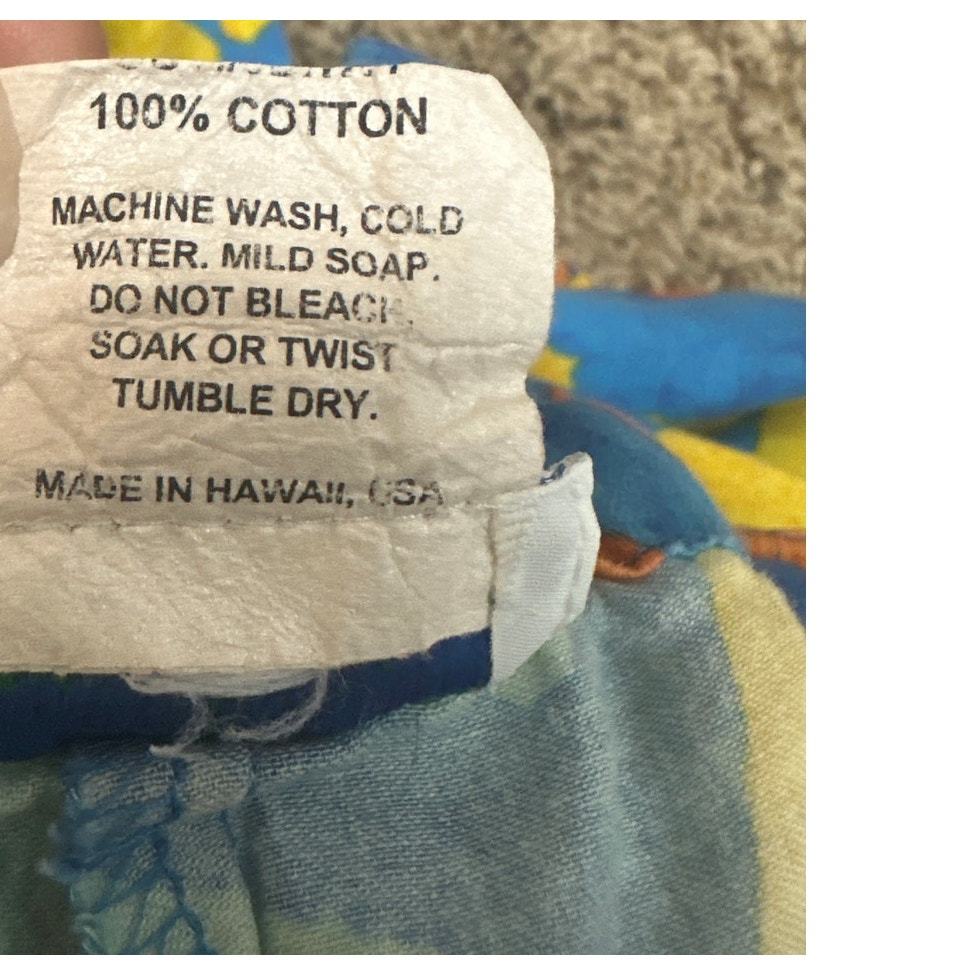 100% COTTON
MACHINE WASH, COLD
WATER. MILD SOAP.
DO NOT BLEACH,
SOAK OR TWIST
TUMBLE DRY.
MADE IN HAWAII, USA